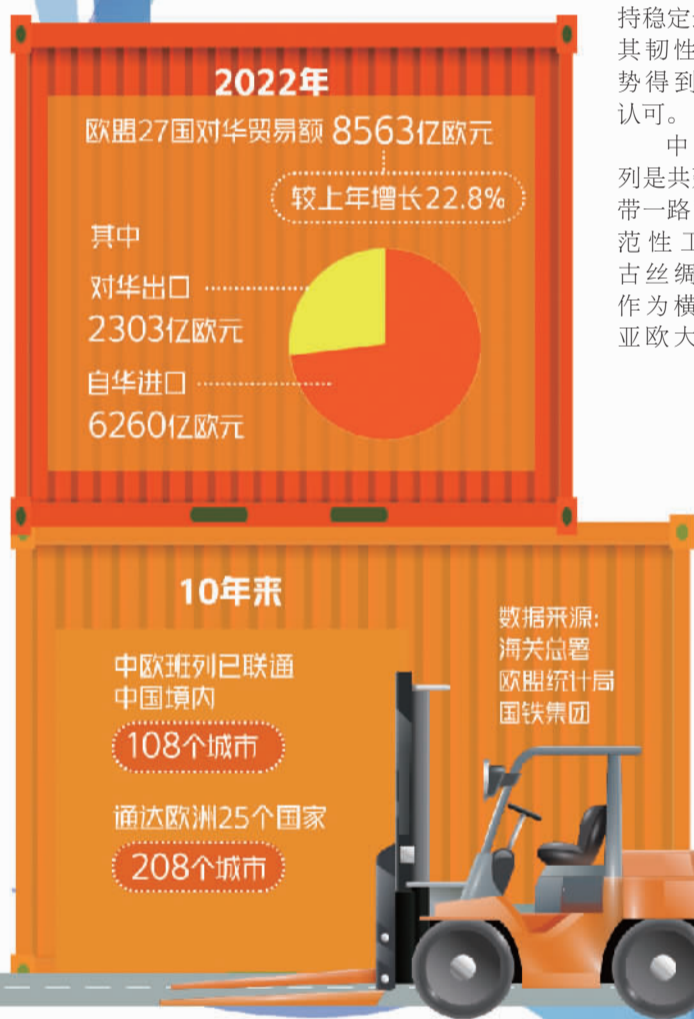 2022年
欧盟27国对华贸易额 8563亿欧元
较上年增长22.8%
其中
对华出口
2303亿欧元
自华进口
6260亿欧元
10年来
中欧班列已联通
中国境内
108个城市
通达欧洲25个国家
208个城市
数据来源:
海关总署
欧盟统计局
国铁集团
持稳定
其韧性
势得到
认可。
中
列是共
带一路
范性工
古丝绸
作为横
亚欧大